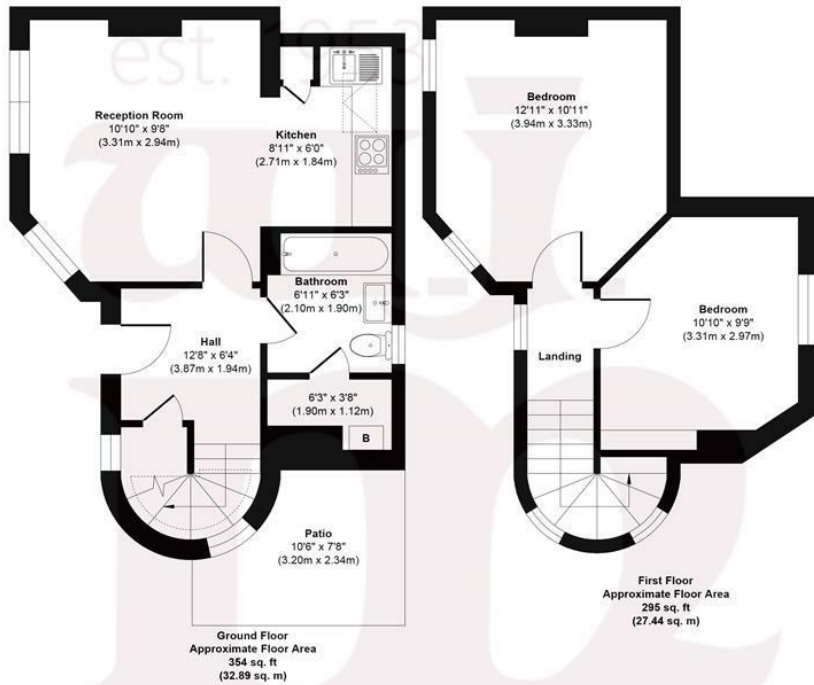 est. 1953
Reception Room
10'10" x 9'8"
(3.31m x 2.94m)
Kitchen
8'11" x 6'0"
(2.71m x 1.84m)
Bathroom
6'11" x 6'3"
(2.10m x 1.90m)
Hall
12'8" x 6'4"
(3.87m x 1.94m)
6'3" x 3'8"
(1.90m x 1.12m)
B
Patio
10'6" x 7'8"
(3.20m x 2.34m)
Ground Floor
Approximate Floor Area
354 sq. ft
(32.89 sq. m)
Bedroom
12'11" x 10'11"
(3.94m x 3.33m)
Bedroom
10'10" x 9'9"
(3.31m x 2.97m)
Landing
First Floor
Approximate Floor Area
295 sq. ft
(27.44 sq. m)